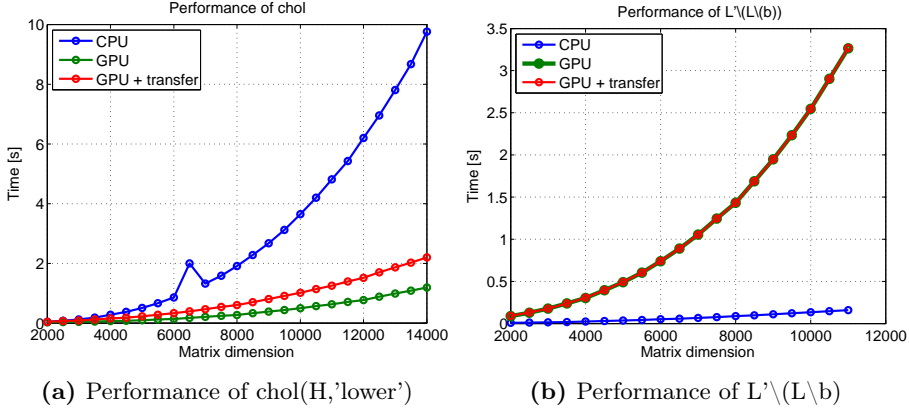 Performance of chol
10
8
6
4
2
0
Time [s]
CPU
GPU
GPU + transfer
2000 4000 6000 8000 10000 12000 14000
Matrix dimension
(a) Performance of chol(H,'lower')
Performance of L'\(L\(b))
3.5
3
2.5
2
1.5
1
0.5
0
Time [s]
CPU
GPU
GPU + transfer
2000 4000 6000 8000 10000 12000
Matrix dimension
(b) Performance of L'\(L\b)